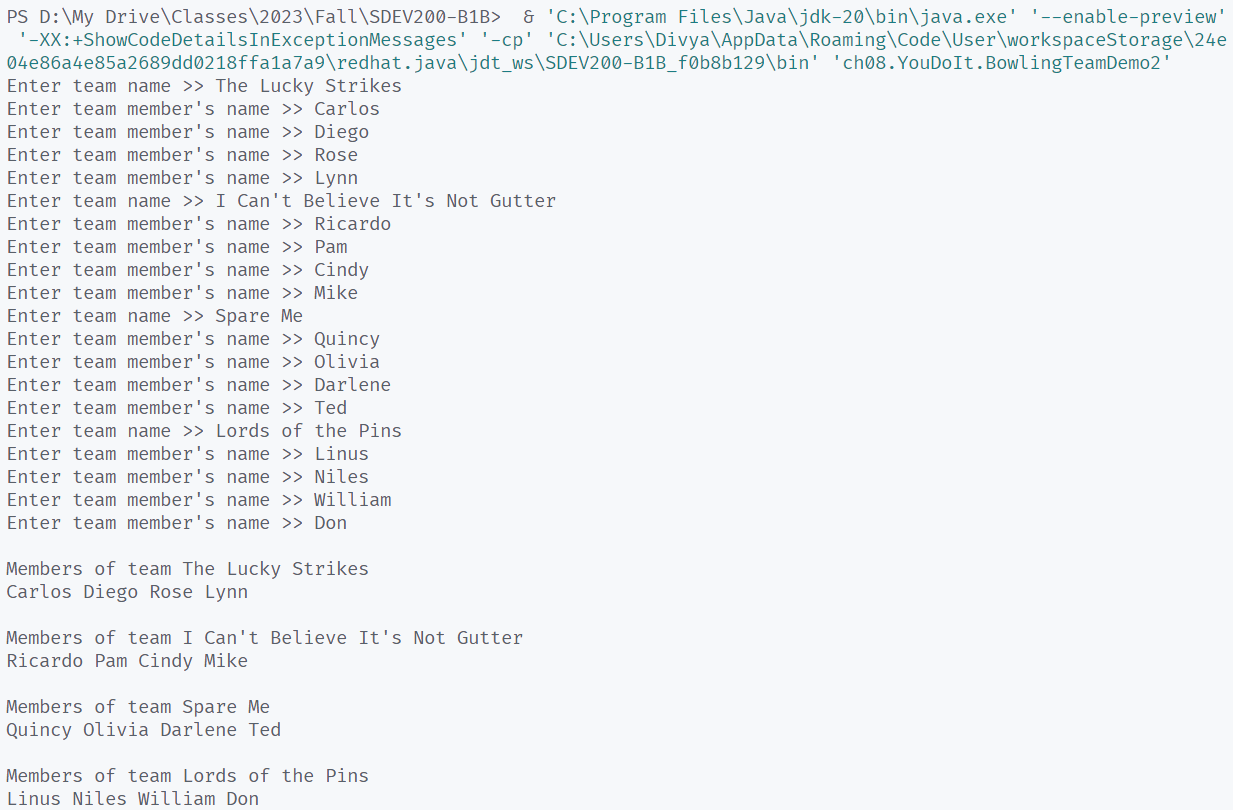 PS D:\My Drive\Classes\2023\Fall\SDEV200-B1B>  & 'C:\Program Files\Java\jdk-20\bin\java.exe' '--enable-preview'
 '-XX:+ShowCodeDetailsInExceptionMessages' '-cp' 'C:\Users\Divya\AppData\Roaming\Code\User\workspaceStorage\24e
04e86a4e85a2689dd0218ffa1a7a9\redhat.java\jdt_ws\SDEV200-B1B_f0b8b129\bin' 'ch08.YouDoIt.BowlingTeamDemo2'
Enter team name >> The Lucky Strikes
Enter team member's name >> Carlos
Enter team member's name >> Diego
Enter team member's name >> Rose
Enter team member's name >> Lynn
Enter team name >> I Can't Believe It's Not Gutter
Enter team member's name >> Ricardo
Enter team member's name >> Pam
Enter team member's name >> Cindy
Enter team member's name >> Mike
Enter team name >> Spare Me
Enter team member's name >> Quincy
Enter team member's name >> Olivia
Enter team member's name >> Darlene
Enter team member's name >> Ted
Enter team name >> Lords of the Pins
Enter team member's name >> Linus
Enter team member's name >> Niles
Enter team member's name >> William
Enter team member's name >> Don

Members of team The Lucky Strikes
Carlos Diego Rose Lynn

Members of team I Can't Believe It's Not Gutter
Ricardo Pam Cindy Mike

Members of team Spare Me
Quincy Olivia Darlene Ted

Members of team Lords of the Pins
Linus Niles William Don